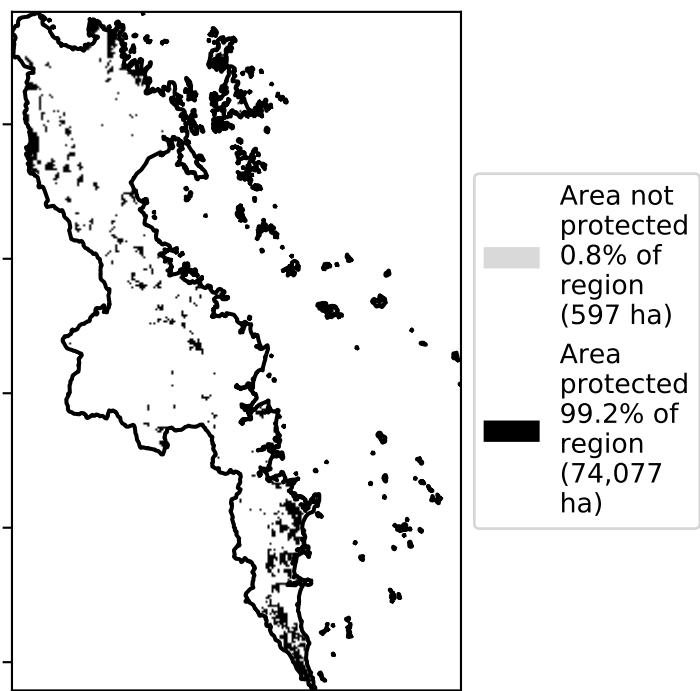 Area not
protected
0.8% of
region
(597 ha)
Area
protected
99.2% of
region
(74,077
ha)